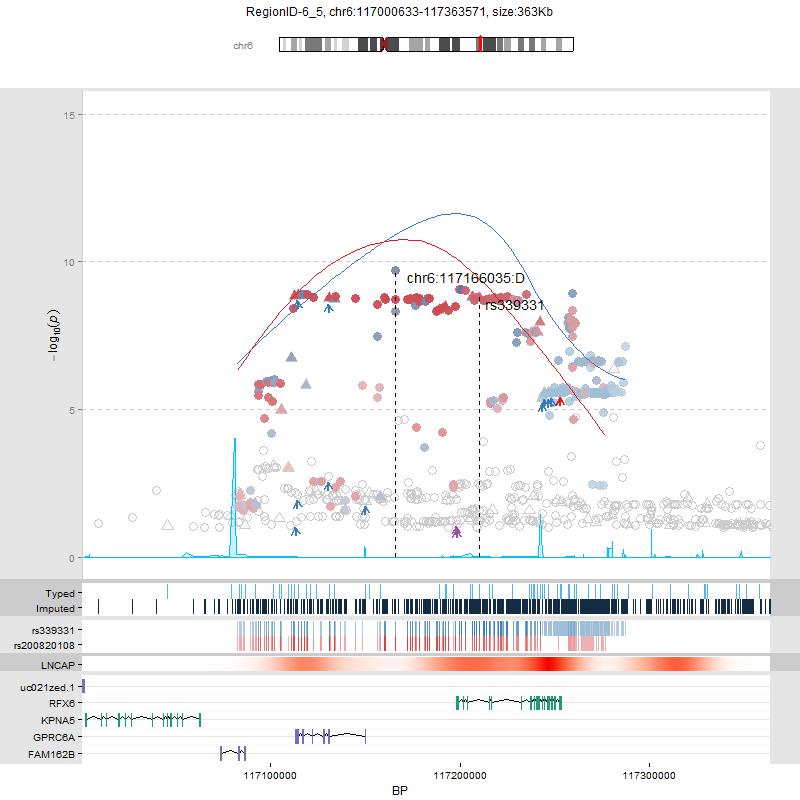 RegionID-6_5, chr6:117000633-117363571, size:363Kb
chr6
15
10
5
0
−log10(p)
chr6:117166035:D
rs339331
Typed
Imputed
rs339331
rs200820108
LNCAP
uc021zed.1
RFX6
KPNA5
GPRC6A
FAM162B
117100000
117200000
117300000
BP